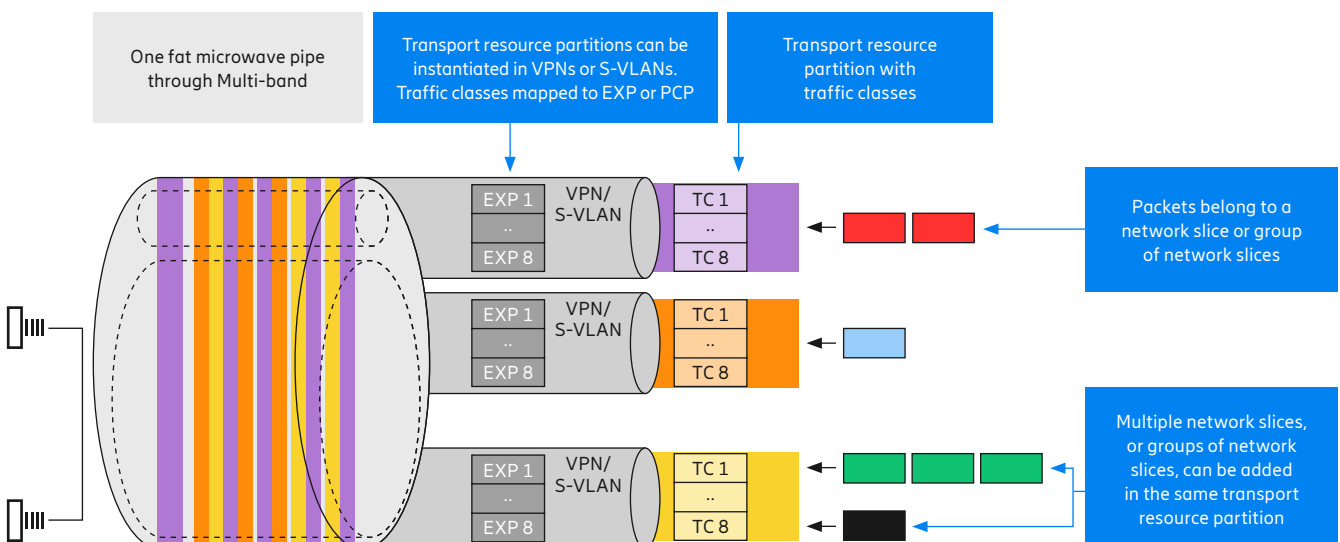 One fat microwave pipe
through Multi-band
Transport resource partitions can be
instantiated in VPNs or S-VLANs.
Traffic classes mapped to EXP or PCP
Transport resource
partition with
traffic classes
EXP 1
..
EXP 8
VPN/
S-VLAN
TC 1
..
TC 8
Packets belong to a
network slice or group
of network slices
EXP 1
..
EXP 8
VPN/
S-VLAN
TC 1
..
TC 8
EXP 1
..
EXP 8
VPN/
S-VLAN
TC 1
..
TC 8
Multiple network slices,
or groups of network
slices, can be added
in the same transport
resource partition